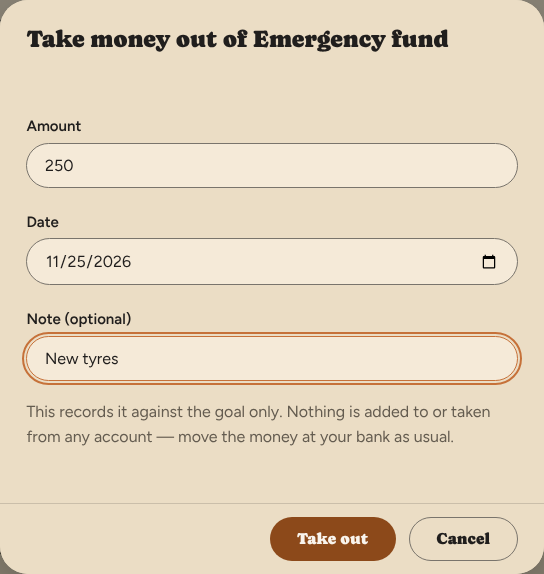 Take money out of Emergency fund
Amount
250
Date
11/25/2026
Note (optional)
New tyres
This records it against the goal only. Nothing is added to or taken
from any account — move the money at your bank as usual.
Take out
Cancel